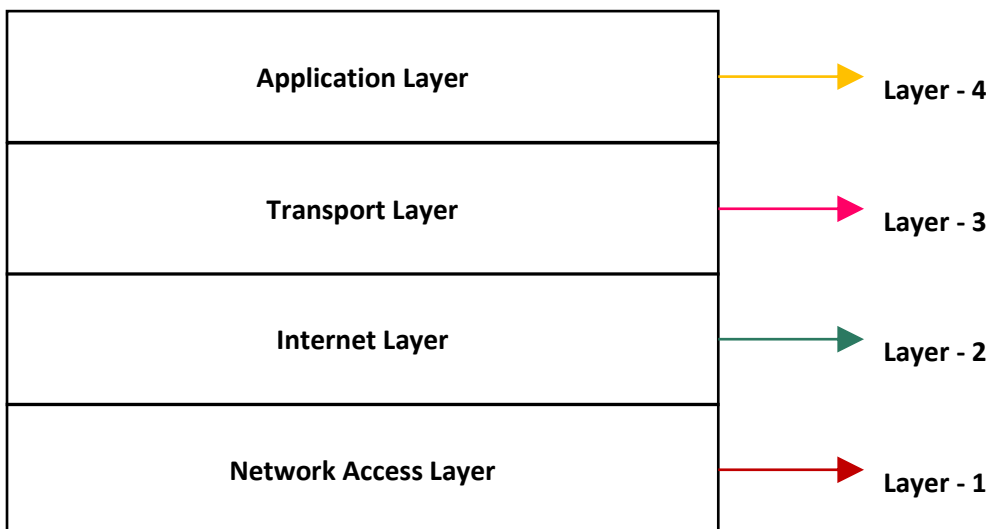 Application Layer
Layer - 4
Transport Layer
Layer - 3
Internet Layer
Layer - 2
Network Access Layer
Layer - 1